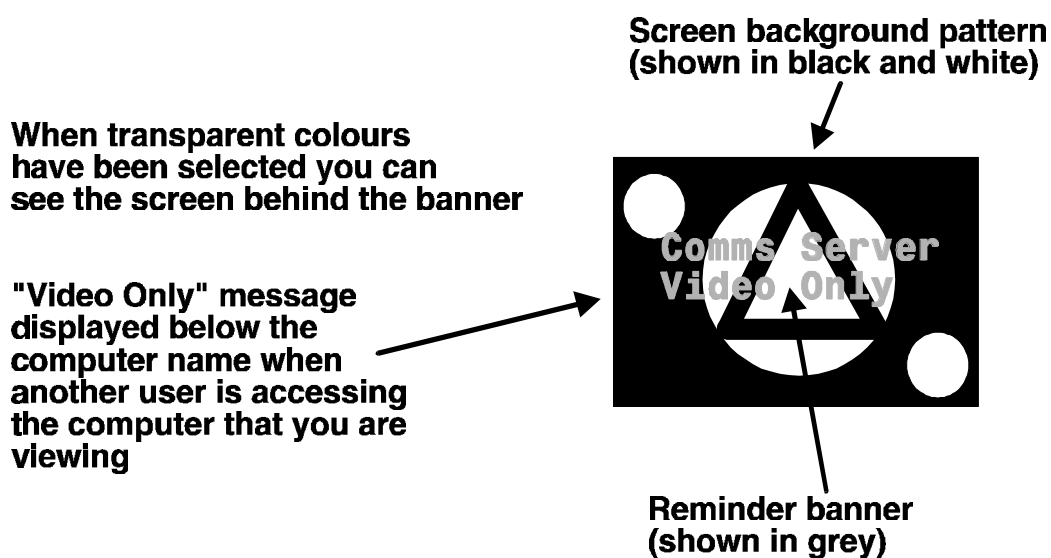 Screen background pattern
(shown in black and white)
When transparent colours
have been selected you can
see the screen behind the banner
"Video Only" message
displayed below the
computer name when
another user is accessing
the computer that you are
viewing
Comms Server
Video Only
Reminder banner
(shown in grey)